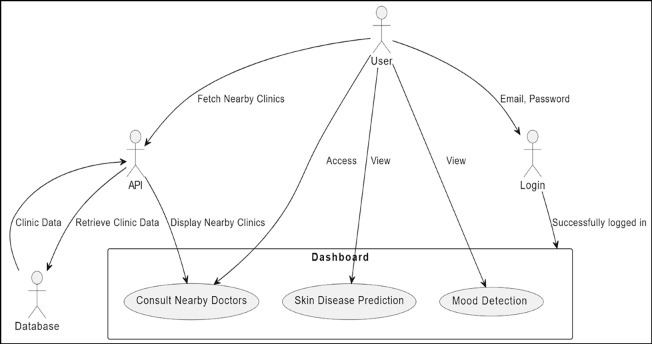 User
Fetch Nearby Clinics
Email, Password
Access
View
View
API
Login
Clinic Data
Retrieve Clinic Data
Display Nearby Clinics
Successfully logged in
Dashboard
Database
Consult Nearby Doctors
Skin Disease Prediction
Mood Detection